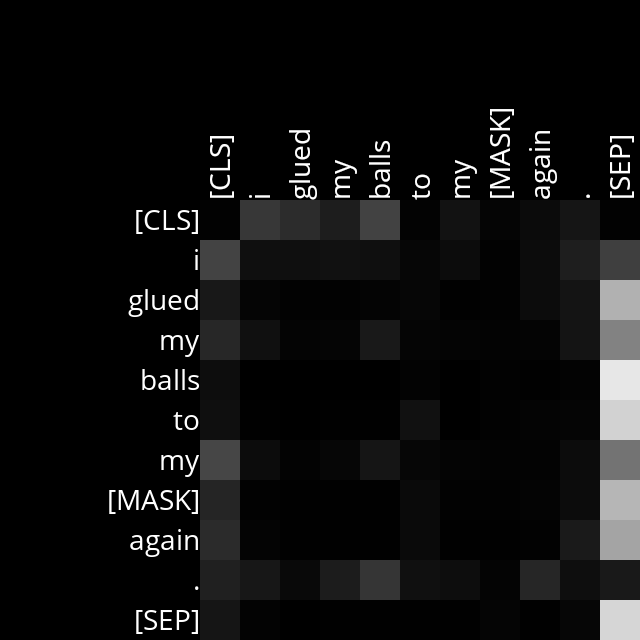 [CLS] i glued my balls to my [MASK] again . [SEP]
[CLS]
i
glued
my
balls
to
my
[MASK]
again
.
[SEP]